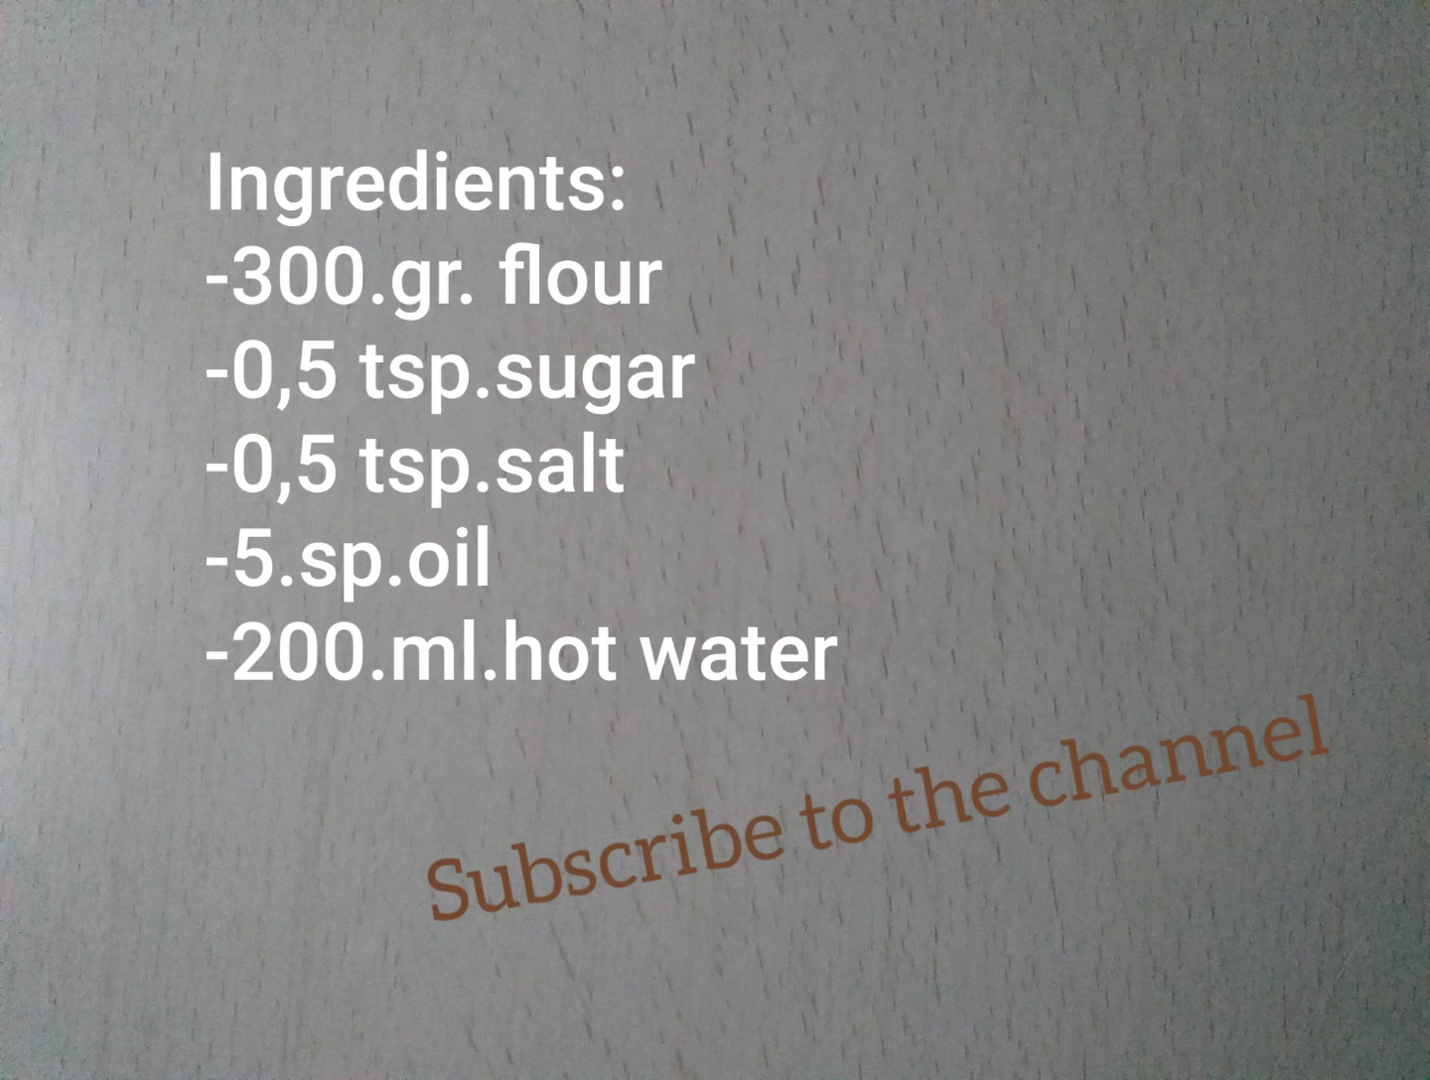 Ingredients:
-300.gr. flour
-0,5 tsp.sugar
-0,5 tsp.salt
-5.sp.oil
-200.ml.hot water
Subscribe to the channel